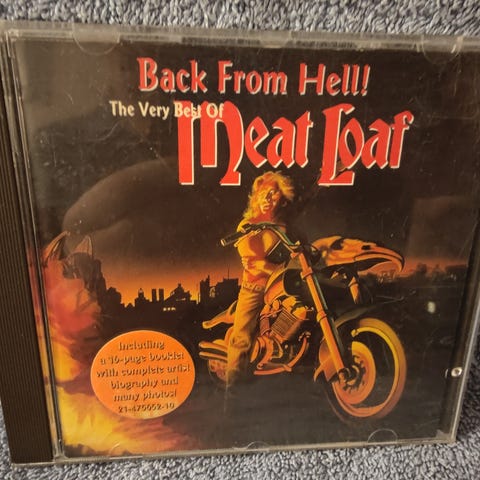 Back From Hell!
The Very Best Of
Meat Loaf
Including
a 16-page booklet
with complete artist
biography and
many photos!
21-475052-10